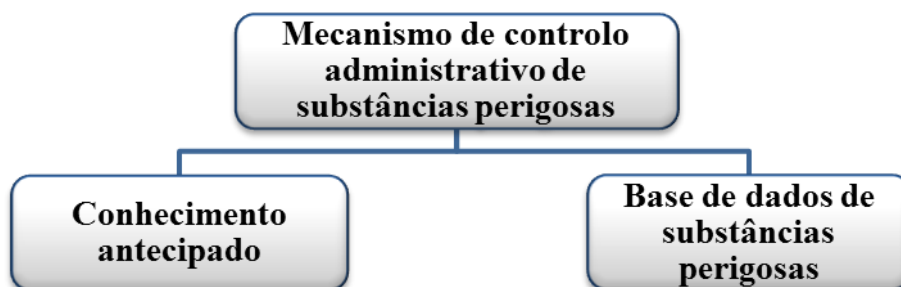 Mecanismo de controlo
administrativo de
substâncias perigosas
Conhecimento
antecipado
Base de dados de
substâncias
perigosas